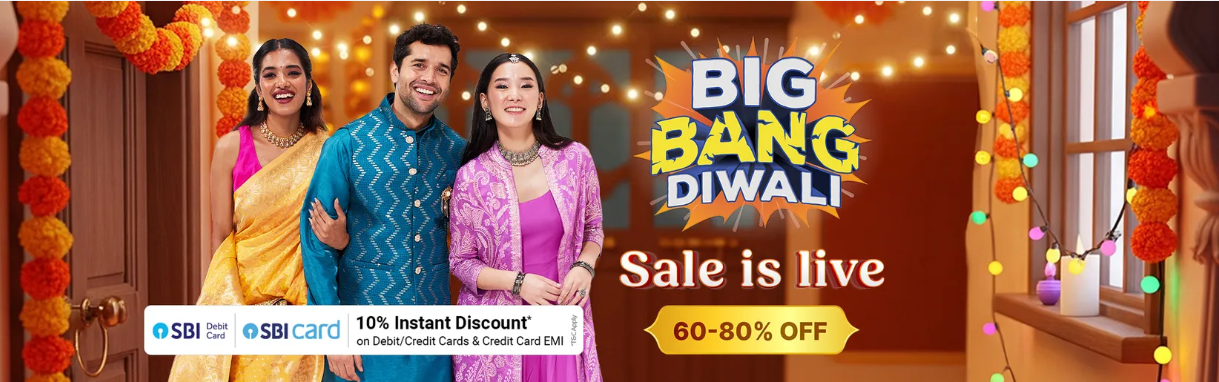 BIG
BANG
DIWALI
Sale is live
60-80% OFF
SBI Debit Card
SBI card
10% Instant Discount*
on Debit/Credit Cards & Credit Card EMI
*T&C Apply